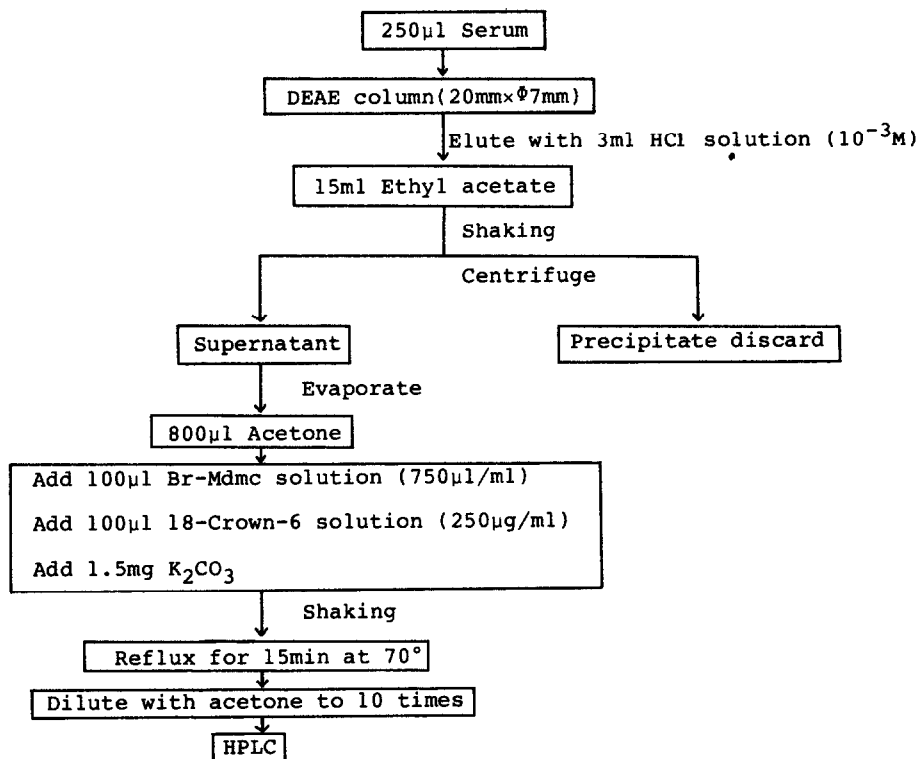 250μl Serum
DEAE column(20mm×Φ7mm)
Elute with 3ml HCl solution (10⁻³M)
15ml Ethyl acetate
Shaking
Centrifuge
Supernatant
Precipitate discard
Evaporate
800μl Acetone
Add 100μl Br-Mdmc solution (750μl/ml)
Add 100μl 18-Crown-6 solution (250μg/ml)
Add 1.5mg K₂CO₃
Shaking
Reflux for 15min at 70°
Dilute with acetone to 10 times
HPLC